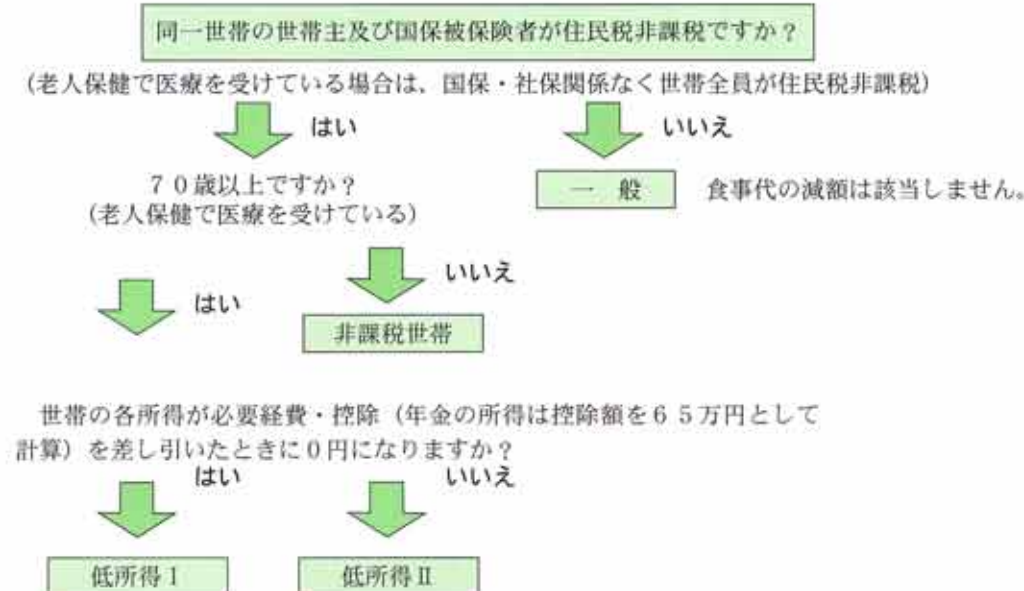 同一世帯の世帯主及び国保被保険者が住民税非課税ですか？
(老人保健で医療を受けている場合は、国保・社保関係なく世帯全員が住民税非課税)
はい
いいえ
７０歳以上ですか？
(老人保健で医療を受けている)
一　般
食事代の減額は該当しません。
いいえ
はい
非課税世帯
世帯の各所得が必要経費・控除（年金の所得は控除額を６５万円として
計算）を差し引いたときに０円になりますか？
はい
いいえ
低所得Ⅰ
低所得Ⅱ